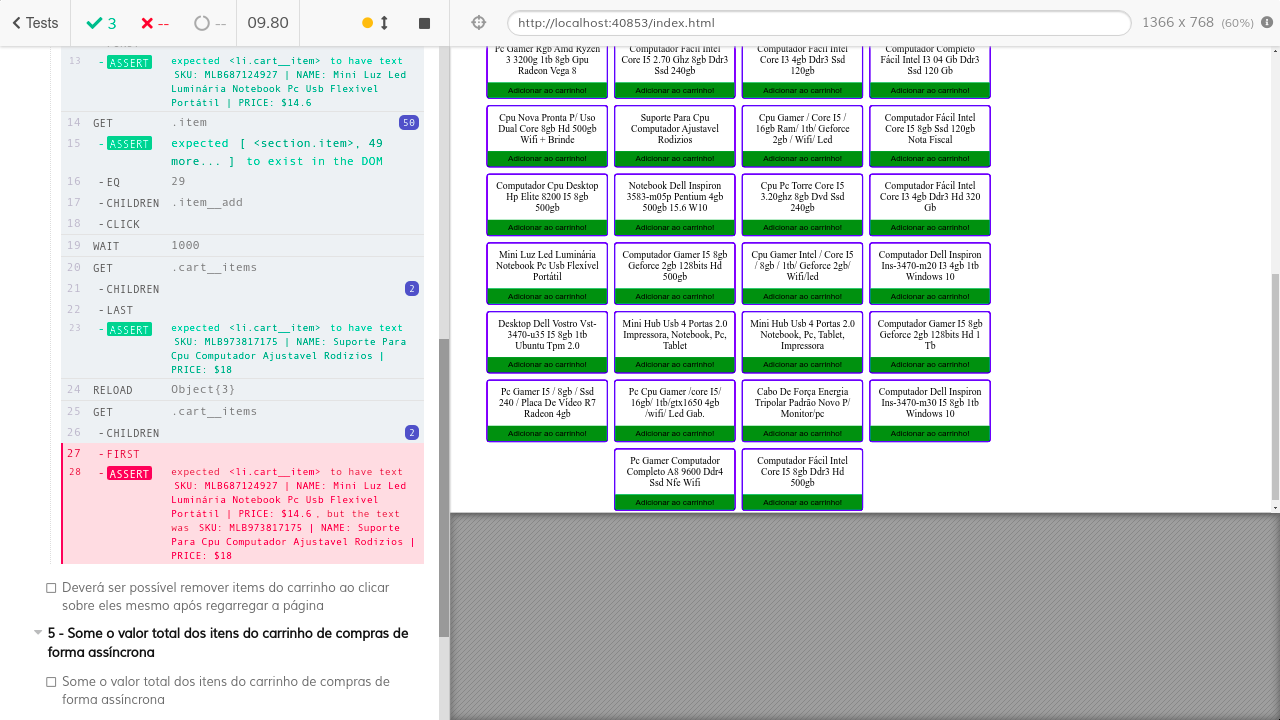 Tests
3
--
--
09.80
http://localhost:40853/index.html
1366 x 768 (60%)
13 - ASSERT expected <li.cart__item> to have text
SKU: MLB687124927 | NAME: Mini Luz Led
Luminária Notebook Pc Usb Flexível
Portátil | PRICE: $14.6
14 GET .item 50
15 - ASSERT expected [ <section.item>, 49
more... ] to exist in the DOM
16 - EQ 29
17 - CHILDREN .item__add
18 - CLICK
19 WAIT 1000
20 GET .cart__items
21 - CHILDREN 2
22 - LAST
23 - ASSERT expected <li.cart__item> to have text
SKU: MLB973817175 | NAME: Suporte Para
Cpu Computador Ajustavel Rodizios |
PRICE: $18
24 RELOAD Object{3}
25 GET .cart__items
26 - CHILDREN 2
27 - FIRST
28 - ASSERT expected <li.cart__item> to have text
SKU: MLB687124927 | NAME: Mini Luz Led
Luminária Notebook Pc Usb Flexível
Portátil | PRICE: $14.6 , but the text
was SKU: MLB973817175 | NAME: Suporte
Para Cpu Computador Ajustavel Rodizios |
PRICE: $18
Deverá ser possível remover items do carrinho ao clicar
sobre eles mesmo após regarregar a página
5 - Some o valor total dos itens do carrinho de compras de
forma assíncrona
Some o valor total dos itens do carrinho de compras de
forma assíncrona
Pc Gamer Rgb Amd Ryzen
3 3200g 1tb 8gb Gpu
Radeon Vega 8
Adicionar ao carrinho!
Computador Fácil Intel
Core I5 2.70 Ghz 8gb Ddr3
Ssd 240gb
Adicionar ao carrinho!
Computador Fácil Intel
Core I3 4gb Ddr3 Ssd
120gb
Adicionar ao carrinho!
Computador Completo
Fácil Intel I3 04 Gb Ddr3
Ssd 120 Gb
Adicionar ao carrinho!
Cpu Nova Pronta P/ Uso
Dual Core 8gb Hd 500gb
Wifi + Brinde
Adicionar ao carrinho!
Suporte Para Cpu
Computador Ajustavel
Rodizios
Adicionar ao carrinho!
Cpu Gamer / Core I5 /
16gb Ram/ 1tb/ Geforce
2gb / Wifi/ Led
Adicionar ao carrinho!
Computador Fácil Intel
Core I5 8gb Ssd 120gb
Nota Fiscal
Adicionar ao carrinho!
Computador Cpu Desktop
Hp Elite 8200 I5 8gb
500gb
Adicionar ao carrinho!
Notebook Dell Inspiron
3583-m05p Pentium 4gb
500gb 15.6 W10
Adicionar ao carrinho!
Cpu Pc Torre Core I5
3.20ghz 8gb Dvd Ssd
240gb
Adicionar ao carrinho!
Computador Fácil Intel
Core I3 4gb Ddr3 Hd 320
Gb
Adicionar ao carrinho!
Mini Luz Led Luminária
Notebook Pc Usb Flexível
Portátil
Adicionar ao carrinho!
Computador Gamer I5 8gb
Geforce 2gb 128bits Hd
500gb
Adicionar ao carrinho!
Cpu Gamer Intel / Core I5
/ 8gb / 1tb/ Geforce 2gb/
Wifi/led
Adicionar ao carrinho!
Computador Dell Inspiron
Ins-3470-m20 I3 4gb 1tb
Windows 10
Adicionar ao carrinho!
Desktop Dell Vostro Vst-
3470-u35 I5 8gb 1tb
Ubuntu Tpm 2.0
Adicionar ao carrinho!
Mini Hub Usb 4 Portas 2.0
Impressora, Notebook, Pc,
Tablet
Adicionar ao carrinho!
Mini Hub Usb 4 Portas 2.0
Notebook, Pc, Tablet,
Impressora
Adicionar ao carrinho!
Computador Gamer I5 8gb
Geforce 2gb 128bits Hd 1
Tb
Adicionar ao carrinho!
Pc Gamer I5 / 8gb / Ssd
240 / Placa De Vídeo R7
Radeon 4gb
Adicionar ao carrinho!
Pc Cpu Gamer /core I5/
16gb/ 1tb/gtx1650 4gb
/wifi/ Led Gab.
Adicionar ao carrinho!
Cabo De Força Energia
Tripolar Padrão Novo P/
Monitor/pc
Adicionar ao carrinho!
Computador Dell Inspiron
Ins-3470-m30 I5 8gb 1tb
Windows 10
Adicionar ao carrinho!
Pc Gamer Computador
Completo A8 9600 Ddr4
Ssd Nfe Wifi
Adicionar ao carrinho!
Computador Fácil Intel
Core I5 8gb Ddr3 Hd
500gb
Adicionar ao carrinho!